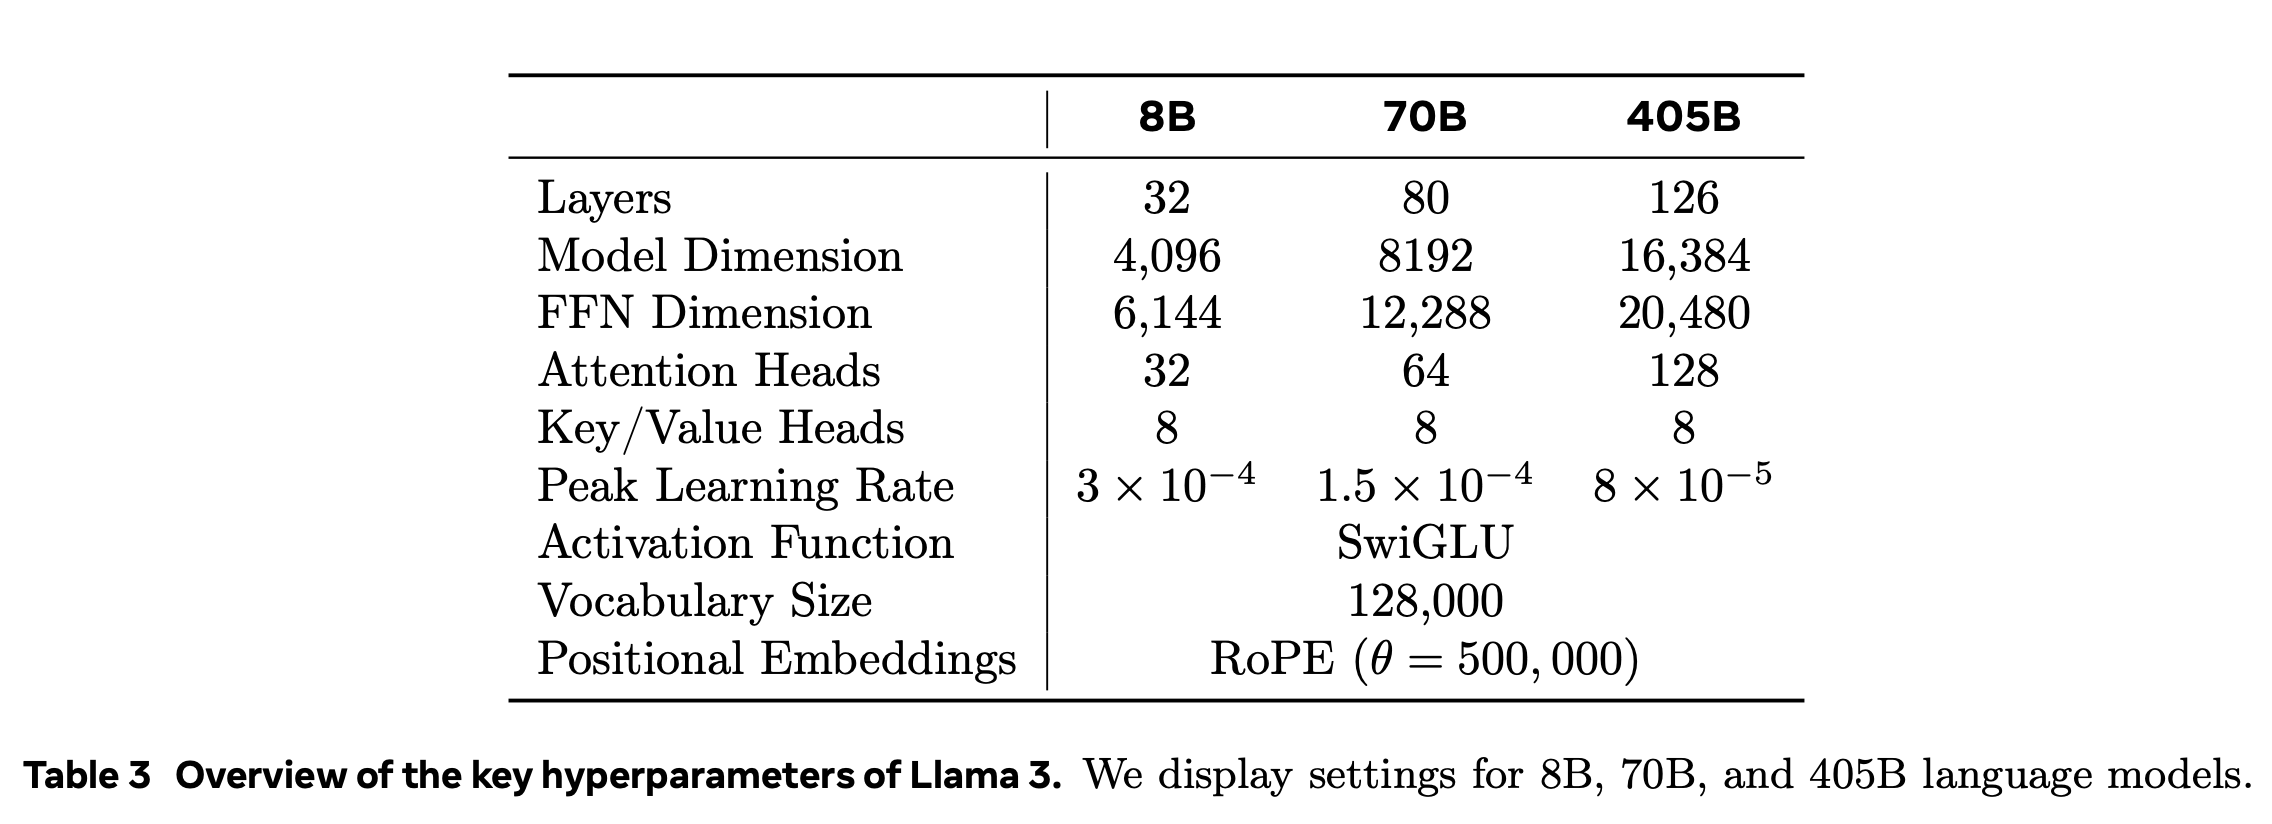 8B 70B 405B
Layers 32 80 126
Model Dimension 4,096 8192 16,384
FFN Dimension 6,144 12,288 20,480
Attention Heads 32 64 128
Key/Value Heads 8 8 8
Peak Learning Rate 3 × 10⁻⁴ 1.5 × 10⁻⁴ 8 × 10⁻⁵
Activation Function SwiGLU
Vocabulary Size 128,000
Positional Embeddings RoPE (θ = 500, 000)
Table 3 Overview of the key hyperparameters of Llama 3. We display settings for 8B, 70B, and 405B language models.